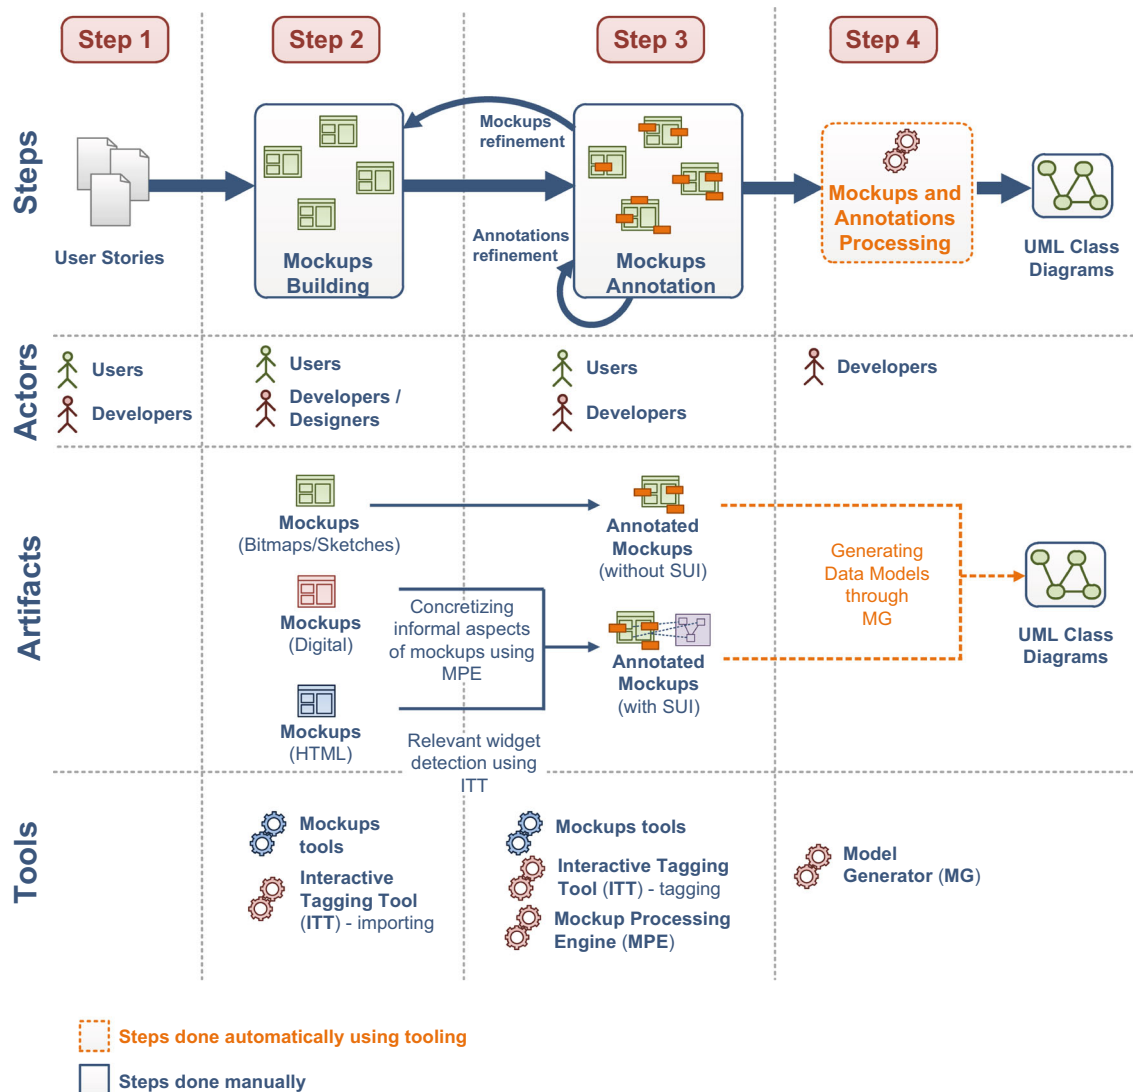 Step 1
Step 2
Step 3
Step 4
Steps
User Stories
Mockups
Building
Mockups
refinement
Annotations
refinement
Mockups
Annotation
Mockups and
Annotations
Processing
UML Class
Diagrams
Actors
Users
Developers
Users
Developers /
Designers
Users
Developers
Developers
Artifacts
Mockups
(Bitmaps/Sketches)
Mockups
(Digital)
Mockups
(HTML)
Concretizing
informal aspects
of mockups using
MPE
Relevant widget
detection using
ITT
Annotated
Mockups
(without SUI)
Annotated
Mockups
(with SUI)
Generating
Data Models
through
MG
UML Class
Diagrams
Tools
Mockups
tools
Interactive
Tagging Tool
(ITT) - importing
Mockups tools
Interactive Tagging
Tool (ITT) - tagging
Mockup Processing
Engine (MPE)
Model
Generator (MG)
Steps done automatically using tooling
Steps done manually